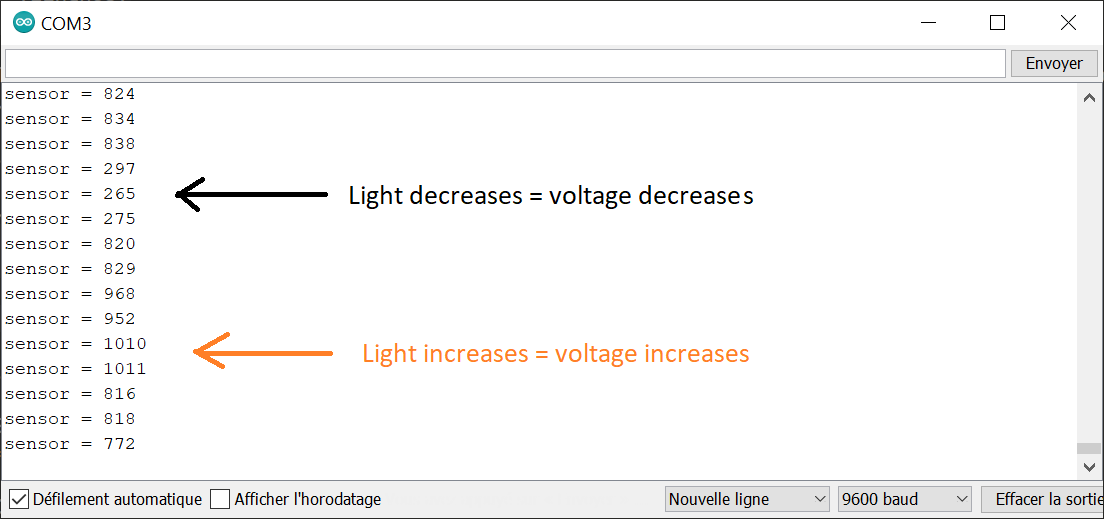 COM3
Envoyer
sensor = 824
sensor = 834
sensor = 838
sensor = 297
sensor = 265
Light decreases = voltage decreases
sensor = 275
sensor = 820
sensor = 829
sensor = 968
sensor = 952
sensor = 1010
Light increases = voltage increases
sensor = 1011
sensor = 816
sensor = 818
sensor = 772
Défilement automatique
Afficher l'horodatage
Nouvelle ligne
9600 baud
Effacer la sortie